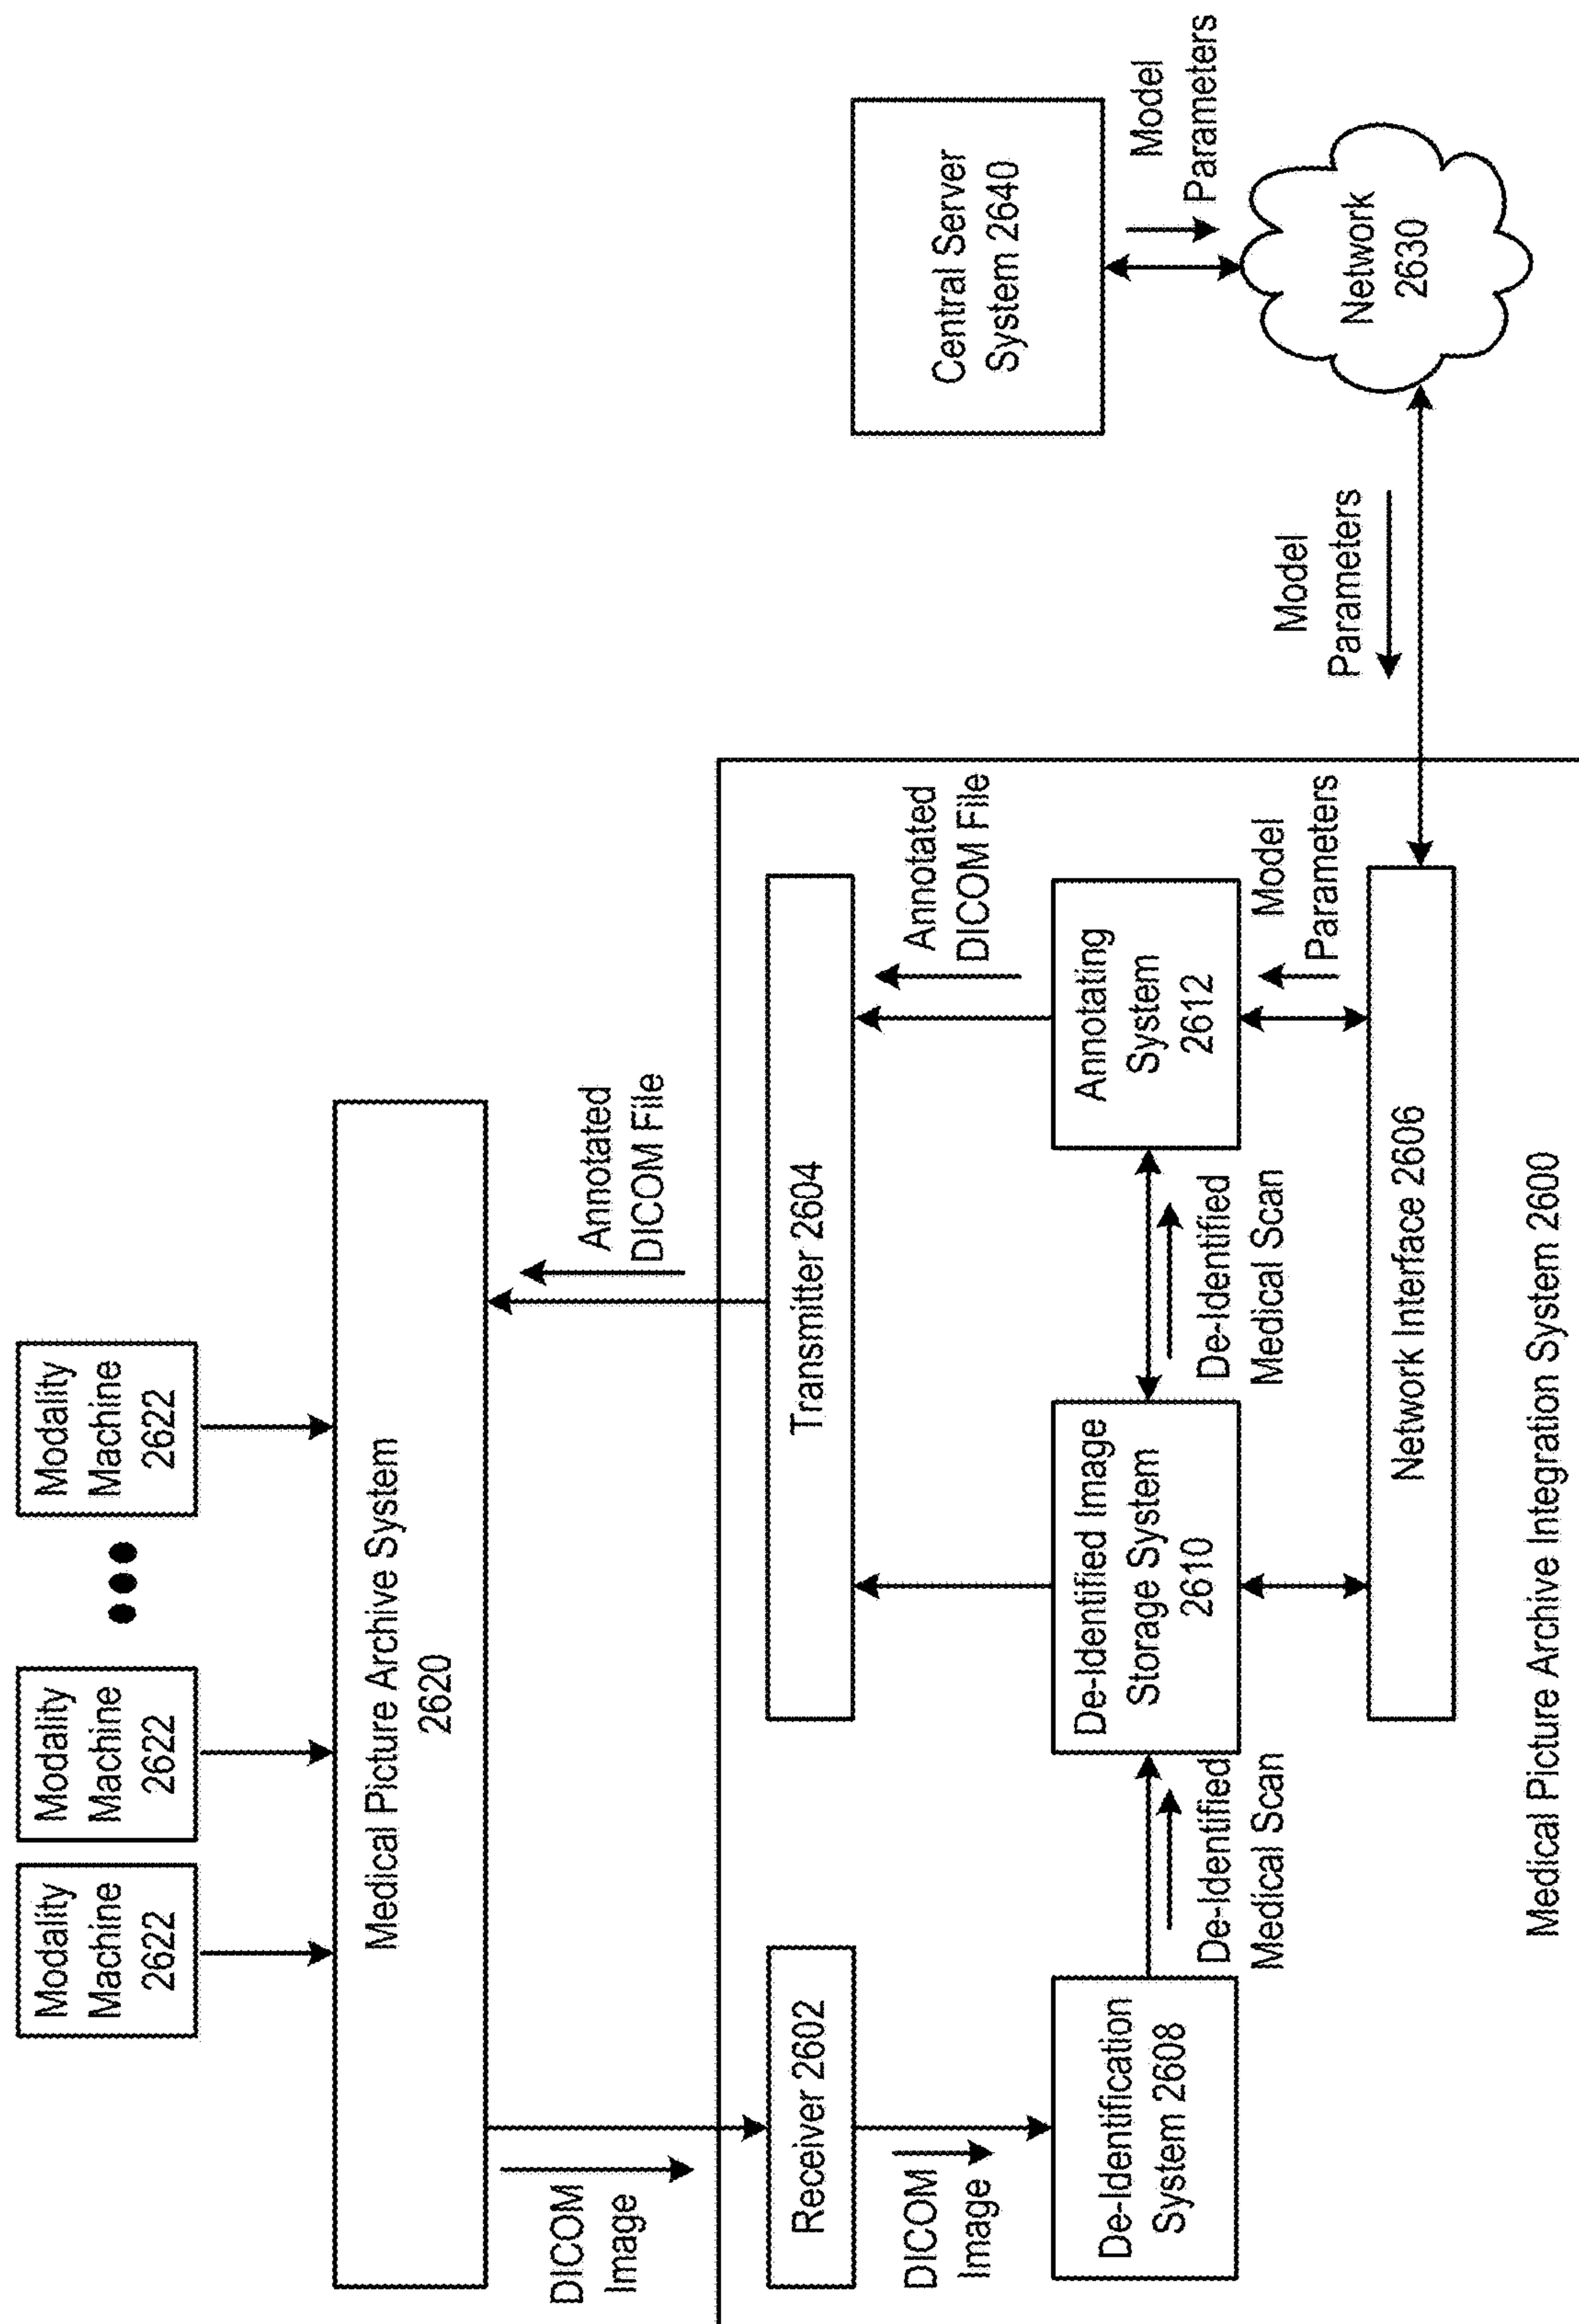 Modality
Machine
2622
Modality
Machine
2622
Modality
Machine
2622
Medical Picture Archive System
2620
DICOM
Image
Annotated
DICOM File
Receiver 2602
Transmitter 2604
DICOM
Image
Annotated
DICOM File
De-Identification
System 2608
De-Identified
Medical Scan
De-Identified Image
Storage System
2610
De-Identified
Medical Scan
Annotating
System
2612
Model
Parameters
Network Interface 2606
Medical Picture Archive Integration System 2600
Model
Parameters
Central Server
System 2640
Model
Parameters
Network
2630